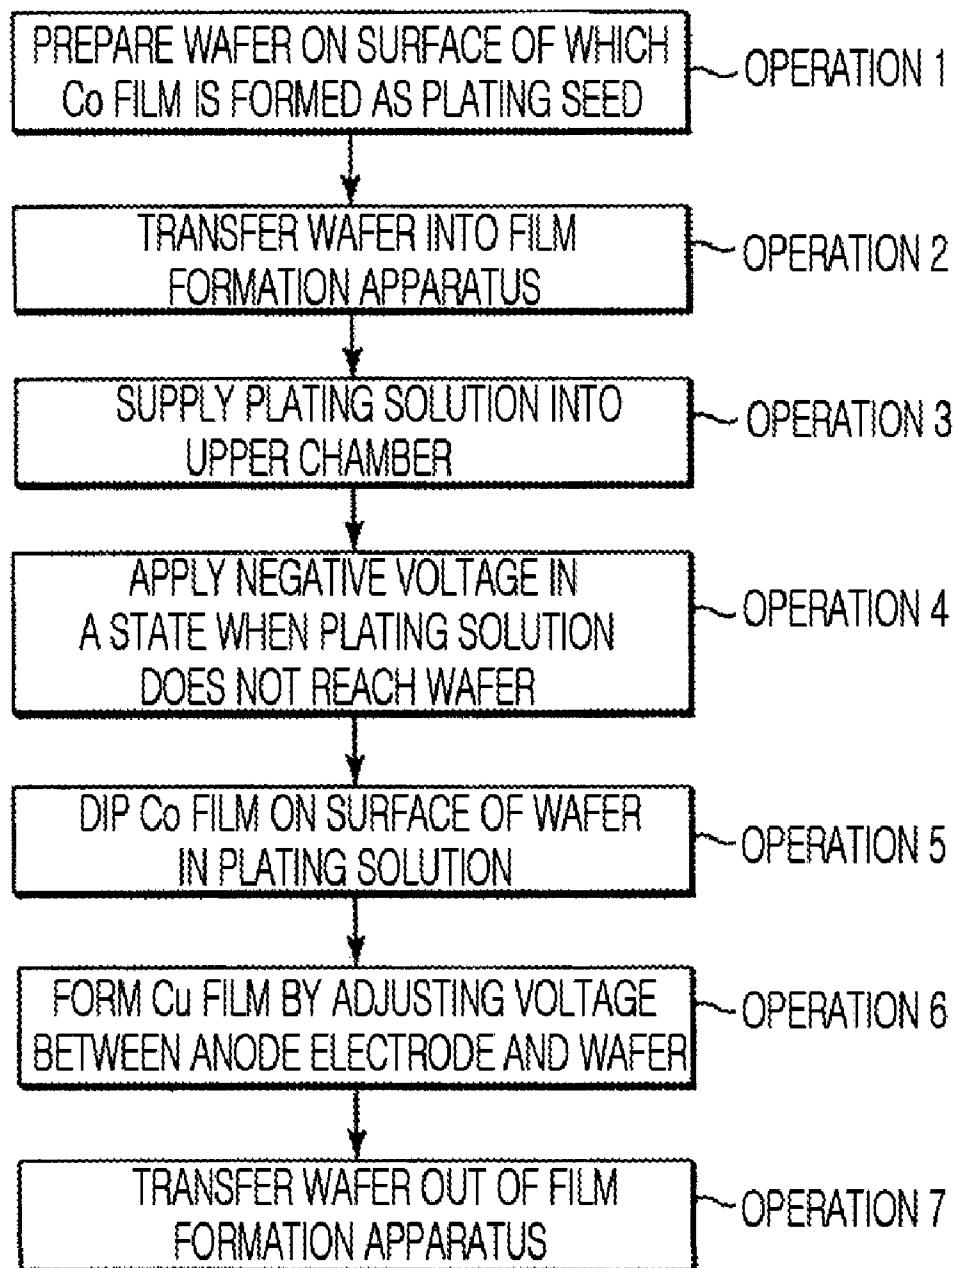 PREPARE WAFER ON SURFACE OF WHICH
Co FILM IS FORMED AS PLATING SEED
OPERATION 1
TRANSFER WAFER INTO FILM
FORMATION APPARATUS
OPERATION 2
SUPPLY PLATING SOLUTION INTO
UPPER CHAMBER
OPERATION 3
APPLY NEGATIVE VOLTAGE IN
A STATE WHEN PLATING SOLUTION
DOES NOT REACH WAFER
OPERATION 4
DIP Co FILM ON SURFACE OF WAFER
IN PLATING SOLUTION
OPERATION 5
FORM Cu FILM BY ADJUSTING VOLTAGE
BETWEEN ANODE ELECTRODE AND WAFER
OPERATION 6
TRANSFER WAFER OUT OF FILM
FORMATION APPARATUS
OPERATION 7